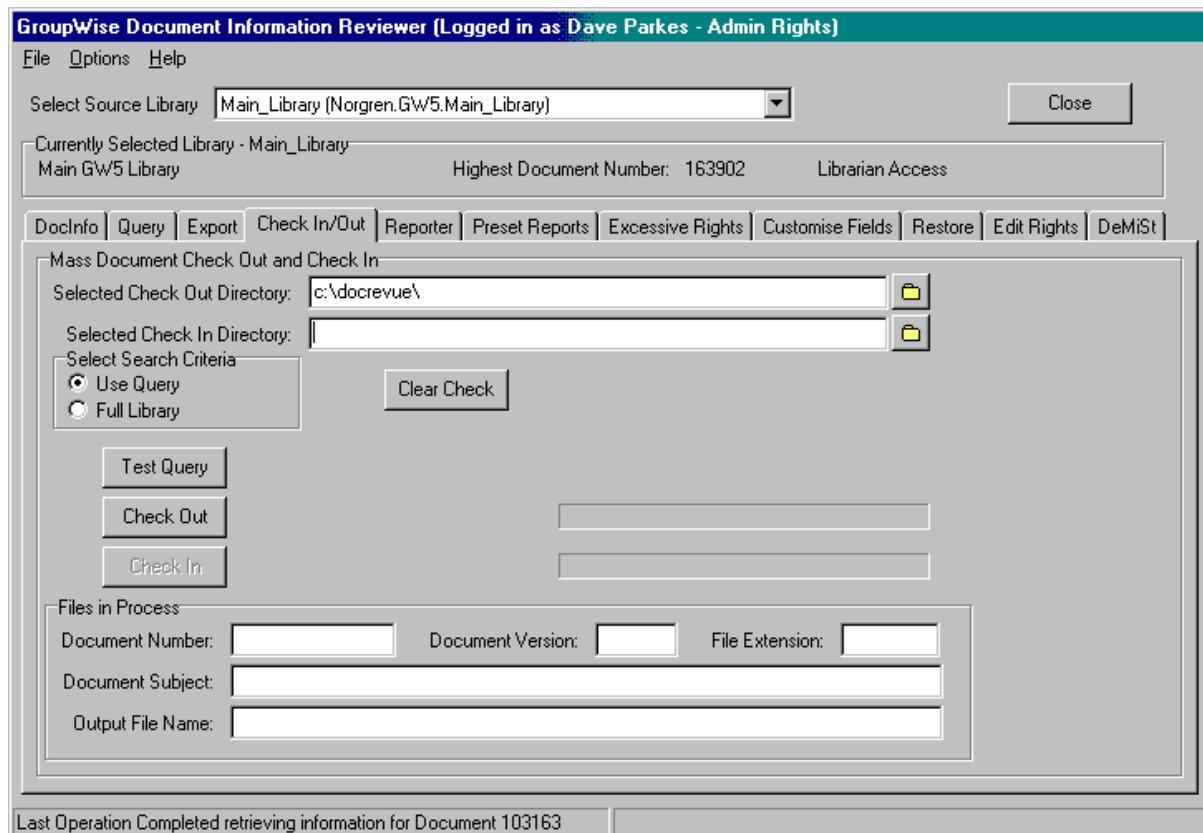 GroupWise Document Information Reviewer (Logged in as Dave Parkes - Admin Rights)
File Options Help
Select Source Library Main_Library (Norgren.GW5.Main_Library) Close
Currently Selected Library - Main_Library
Main GW5 Library Highest Document Number: 163902 Librarian Access
DocInfo Query Export Check In/Out Reporter Preset Reports Excessive Rights Customise Fields Restore Edit Rights DeMiSt
Mass Document Check Out and Check In
Selected Check Out Directory: c:\docrevue\
Selected Check In Directory:
Select Search Criteria
Use Query Clear Check
Full Library
Test Query
Check Out
Check In
Files in Process
Document Number: Document Version: File Extension:
Document Subject:
Output File Name:
Last Operation Completed retrieving information for Document 103163